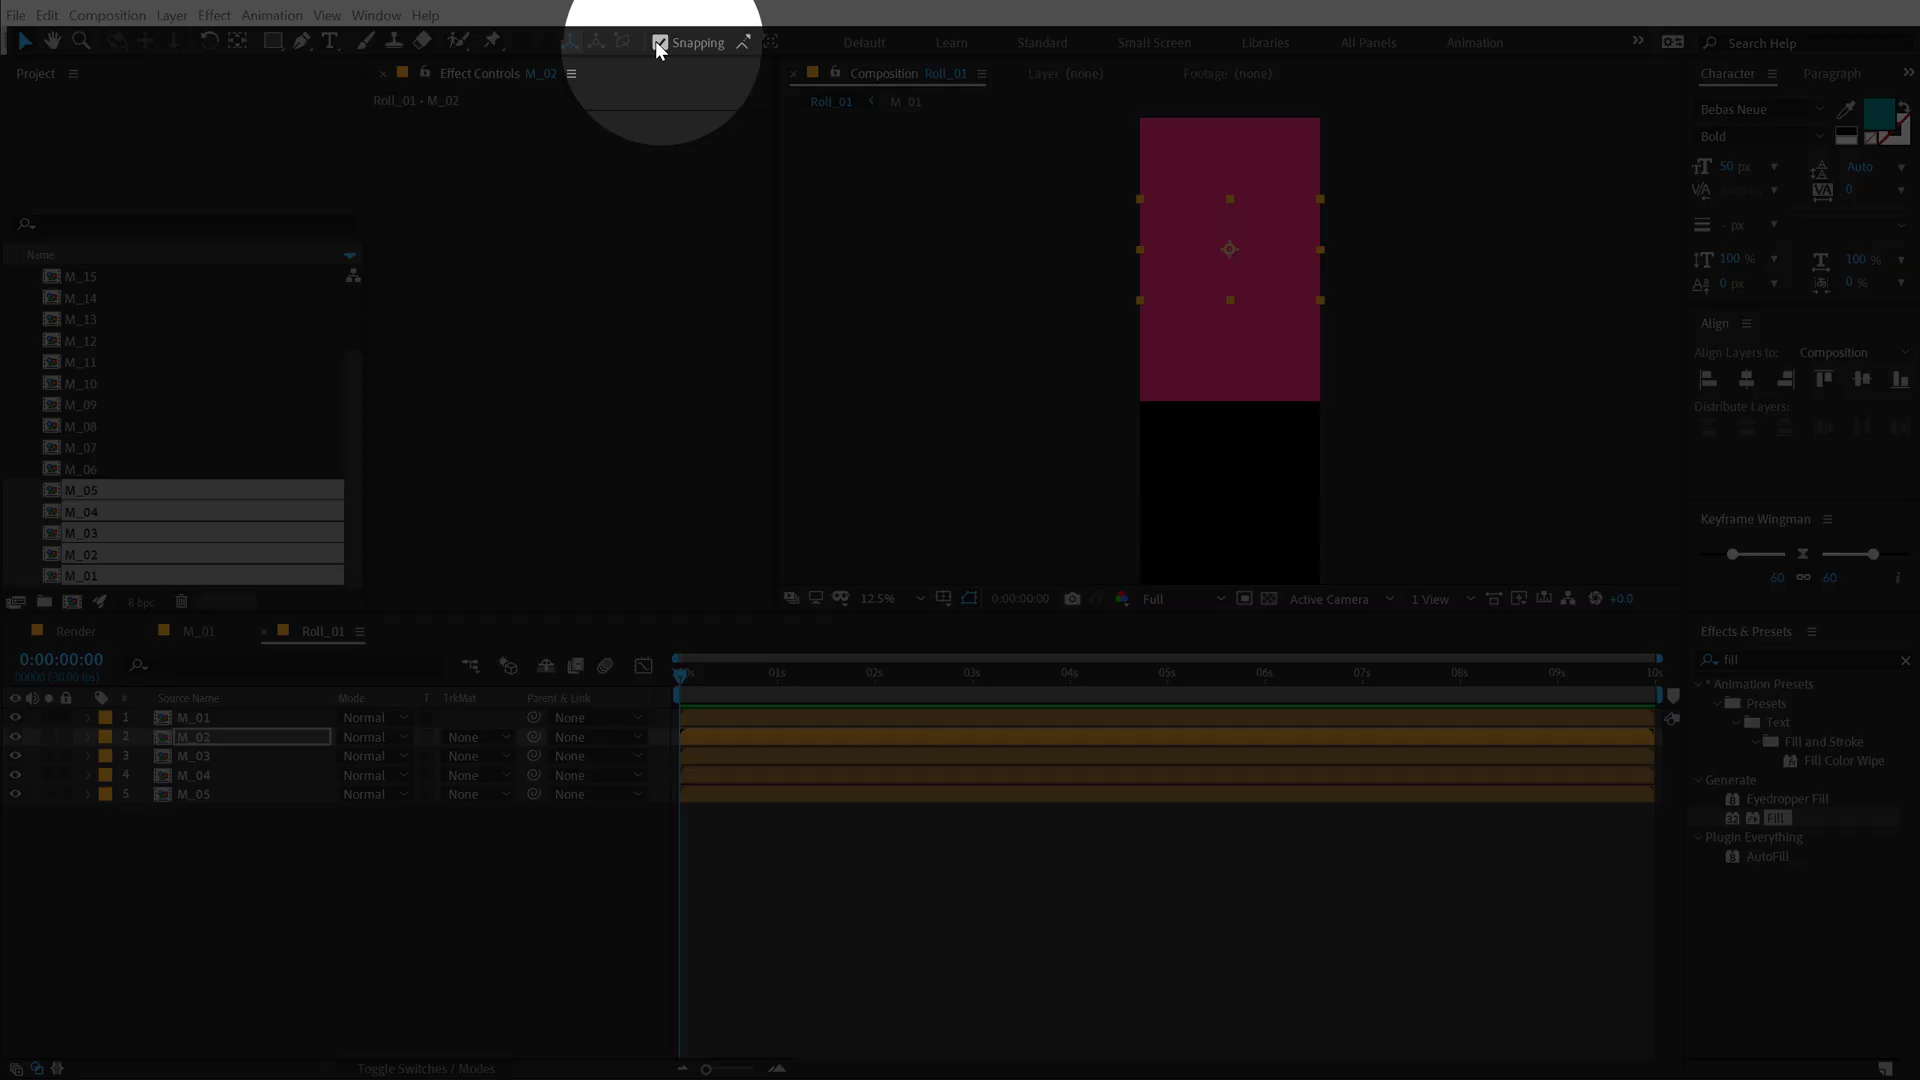 File Edit Composition Layer Effect Animation View Window Help
Snapping Default Learn Standard Small Screen Libraries All Panels Animation Search Help
Project Effect Controls M_02 Composition Roll_01 Layer (none) Footage (none) Character Paragraph
Roll_01 • M_02 Roll_01 M_01
Bebas Neue
Bold
50 px Auto
0
- px
100 % 100 %
0 px 0 %
Name
M_15
M_14
M_13
M_12
M_11
M_10
M_09
M_08
M_07
M_06
M_05
M_04
M_03
M_02
M_01
8 bpc
Align
Align Layers to: Composition
Distribute Layers:
Keyframe Wingman
60 60
12.5% 0:00:00:00 Full Active Camera 1 View +0.0
Render M_01 Roll_01
0:00:00:00
00000 (30.00 fps)
01s 02s 03s 04s 05s 06s 07s 08s 09s 10s
# Source Name Mode T TrkMat Parent & Link
1 M_01 Normal None
2 M_02 Normal None None
3 M_03 Normal None None
4 M_04 Normal None None
5 M_05 Normal None None
Toggle Switches / Modes
Effects & Presets
fill
* Animation Presets
Presets
Text
Fill and Stroke
Fill Color Wipe
Generate
Eyedropper Fill
Fill
Plugin Everything
AutoFill